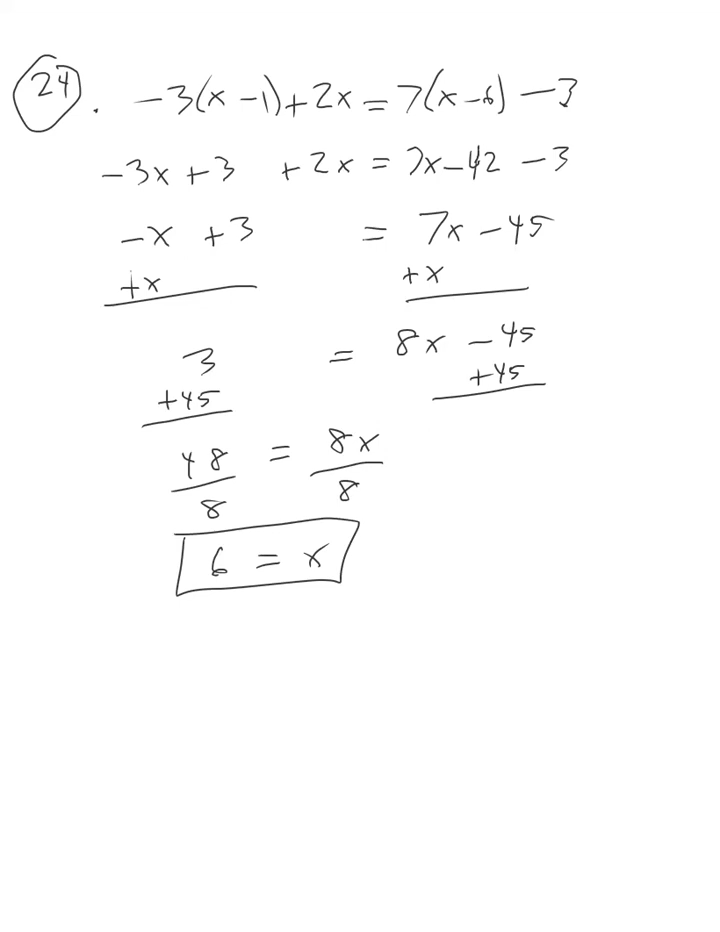 24. -3(x-1)+2x=7(x-6)-3
-3x+3 +2x=7x-42-3
-x +3 = 7x-45
+x +x
3 = 8x -45
+45 +45
48 = 8x
8 8
6 = x